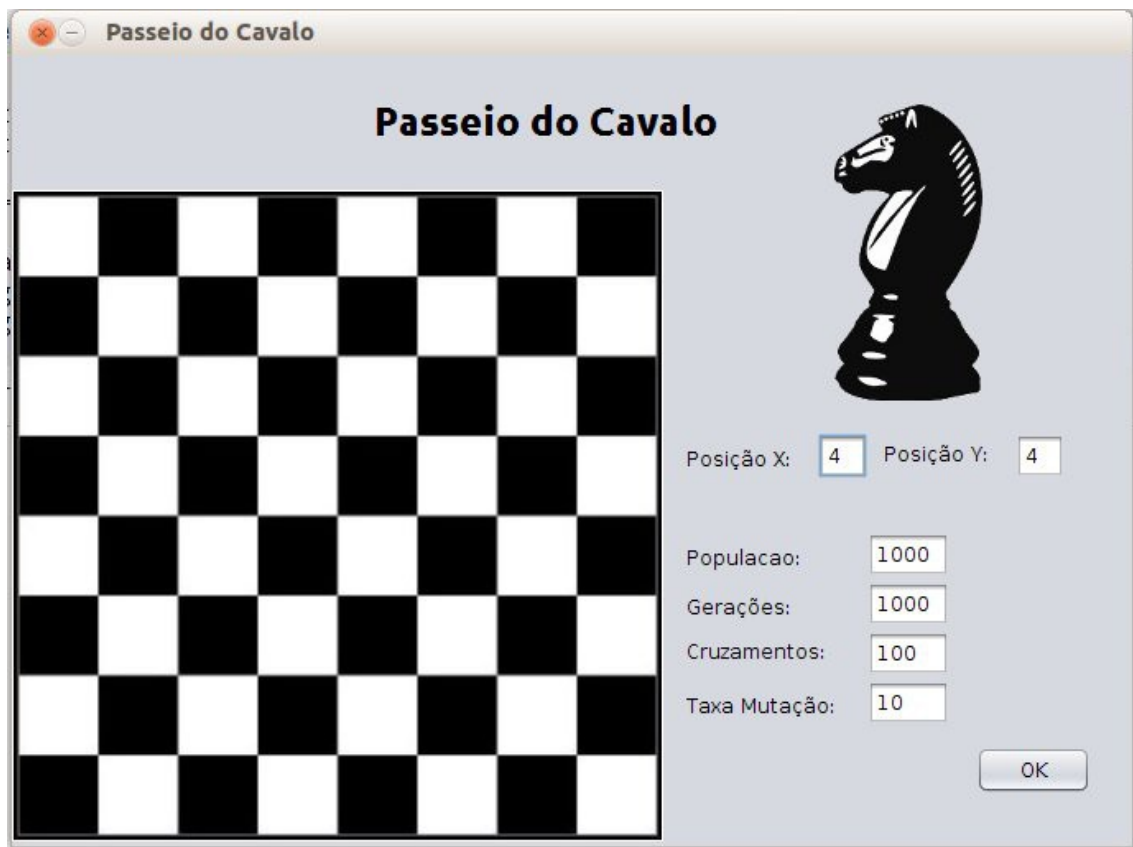 Passeio do Cavalo
Passeio do Cavalo
Posição X: 4 Posição Y: 4
Populacao: 1000
Gerações: 1000
Cruzamentos: 100
Taxa Mutação: 10
OK